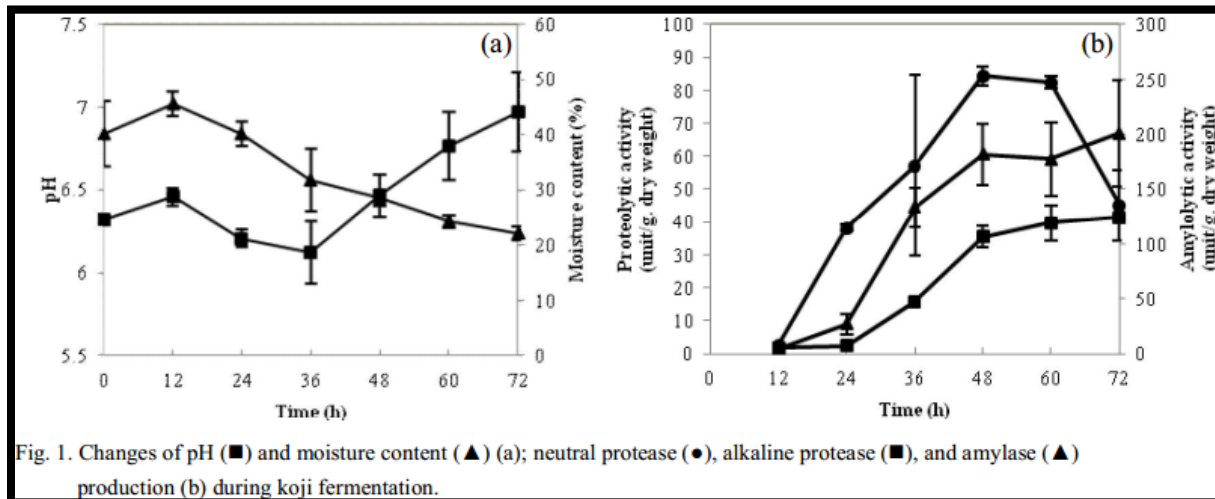 (a)
7.5
7
6.5
6
5.5
pH
60
50
40
30
20
10
0
Moisture content (%)
0 12 24 36 48 60 72
Time (h)
(b)
100
90
80
70
60
50
40
30
20
10
0
Proteolytic activity
(unit/g. dry weight)
300
250
200
150
100
50
0
Amylolytic activity
(unit/g. dry weight)
0 12 24 36 48 60 72
Time (h)
Fig. 1. Changes of pH (■) and moisture content (▲) (a); neutral protease (●), alkaline protease (■), and amylase (▲)
production (b) during koji fermentation.